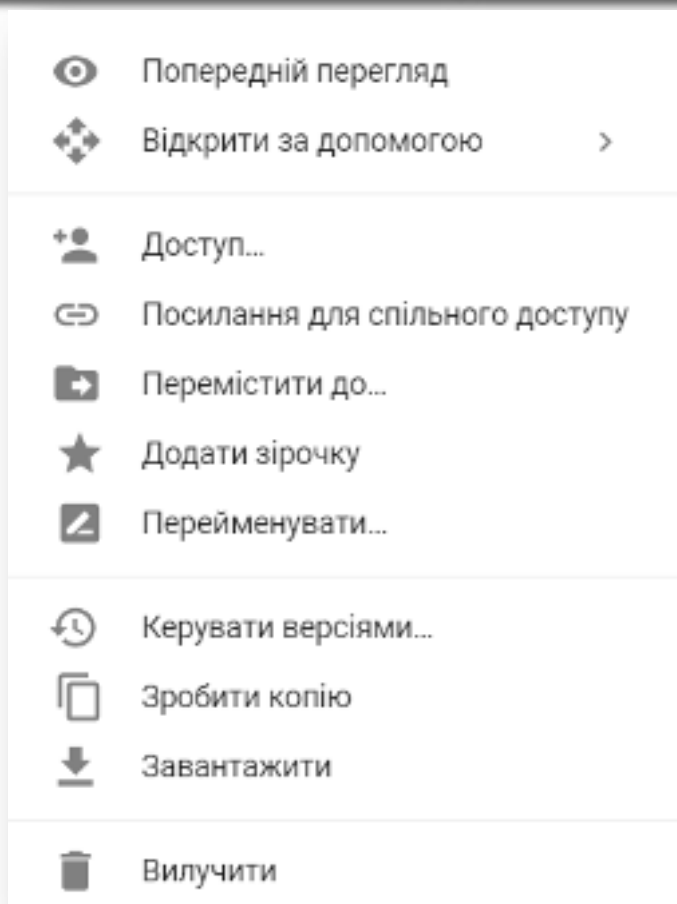 Попередній перегляд
Відкрити за допомогою
Доступ...
Посилання для спільного доступу
Перемістити до...
Додати зірочку
Перейменувати...
Керувати версіями...
Зробити копію
Завантажити
Вилучити